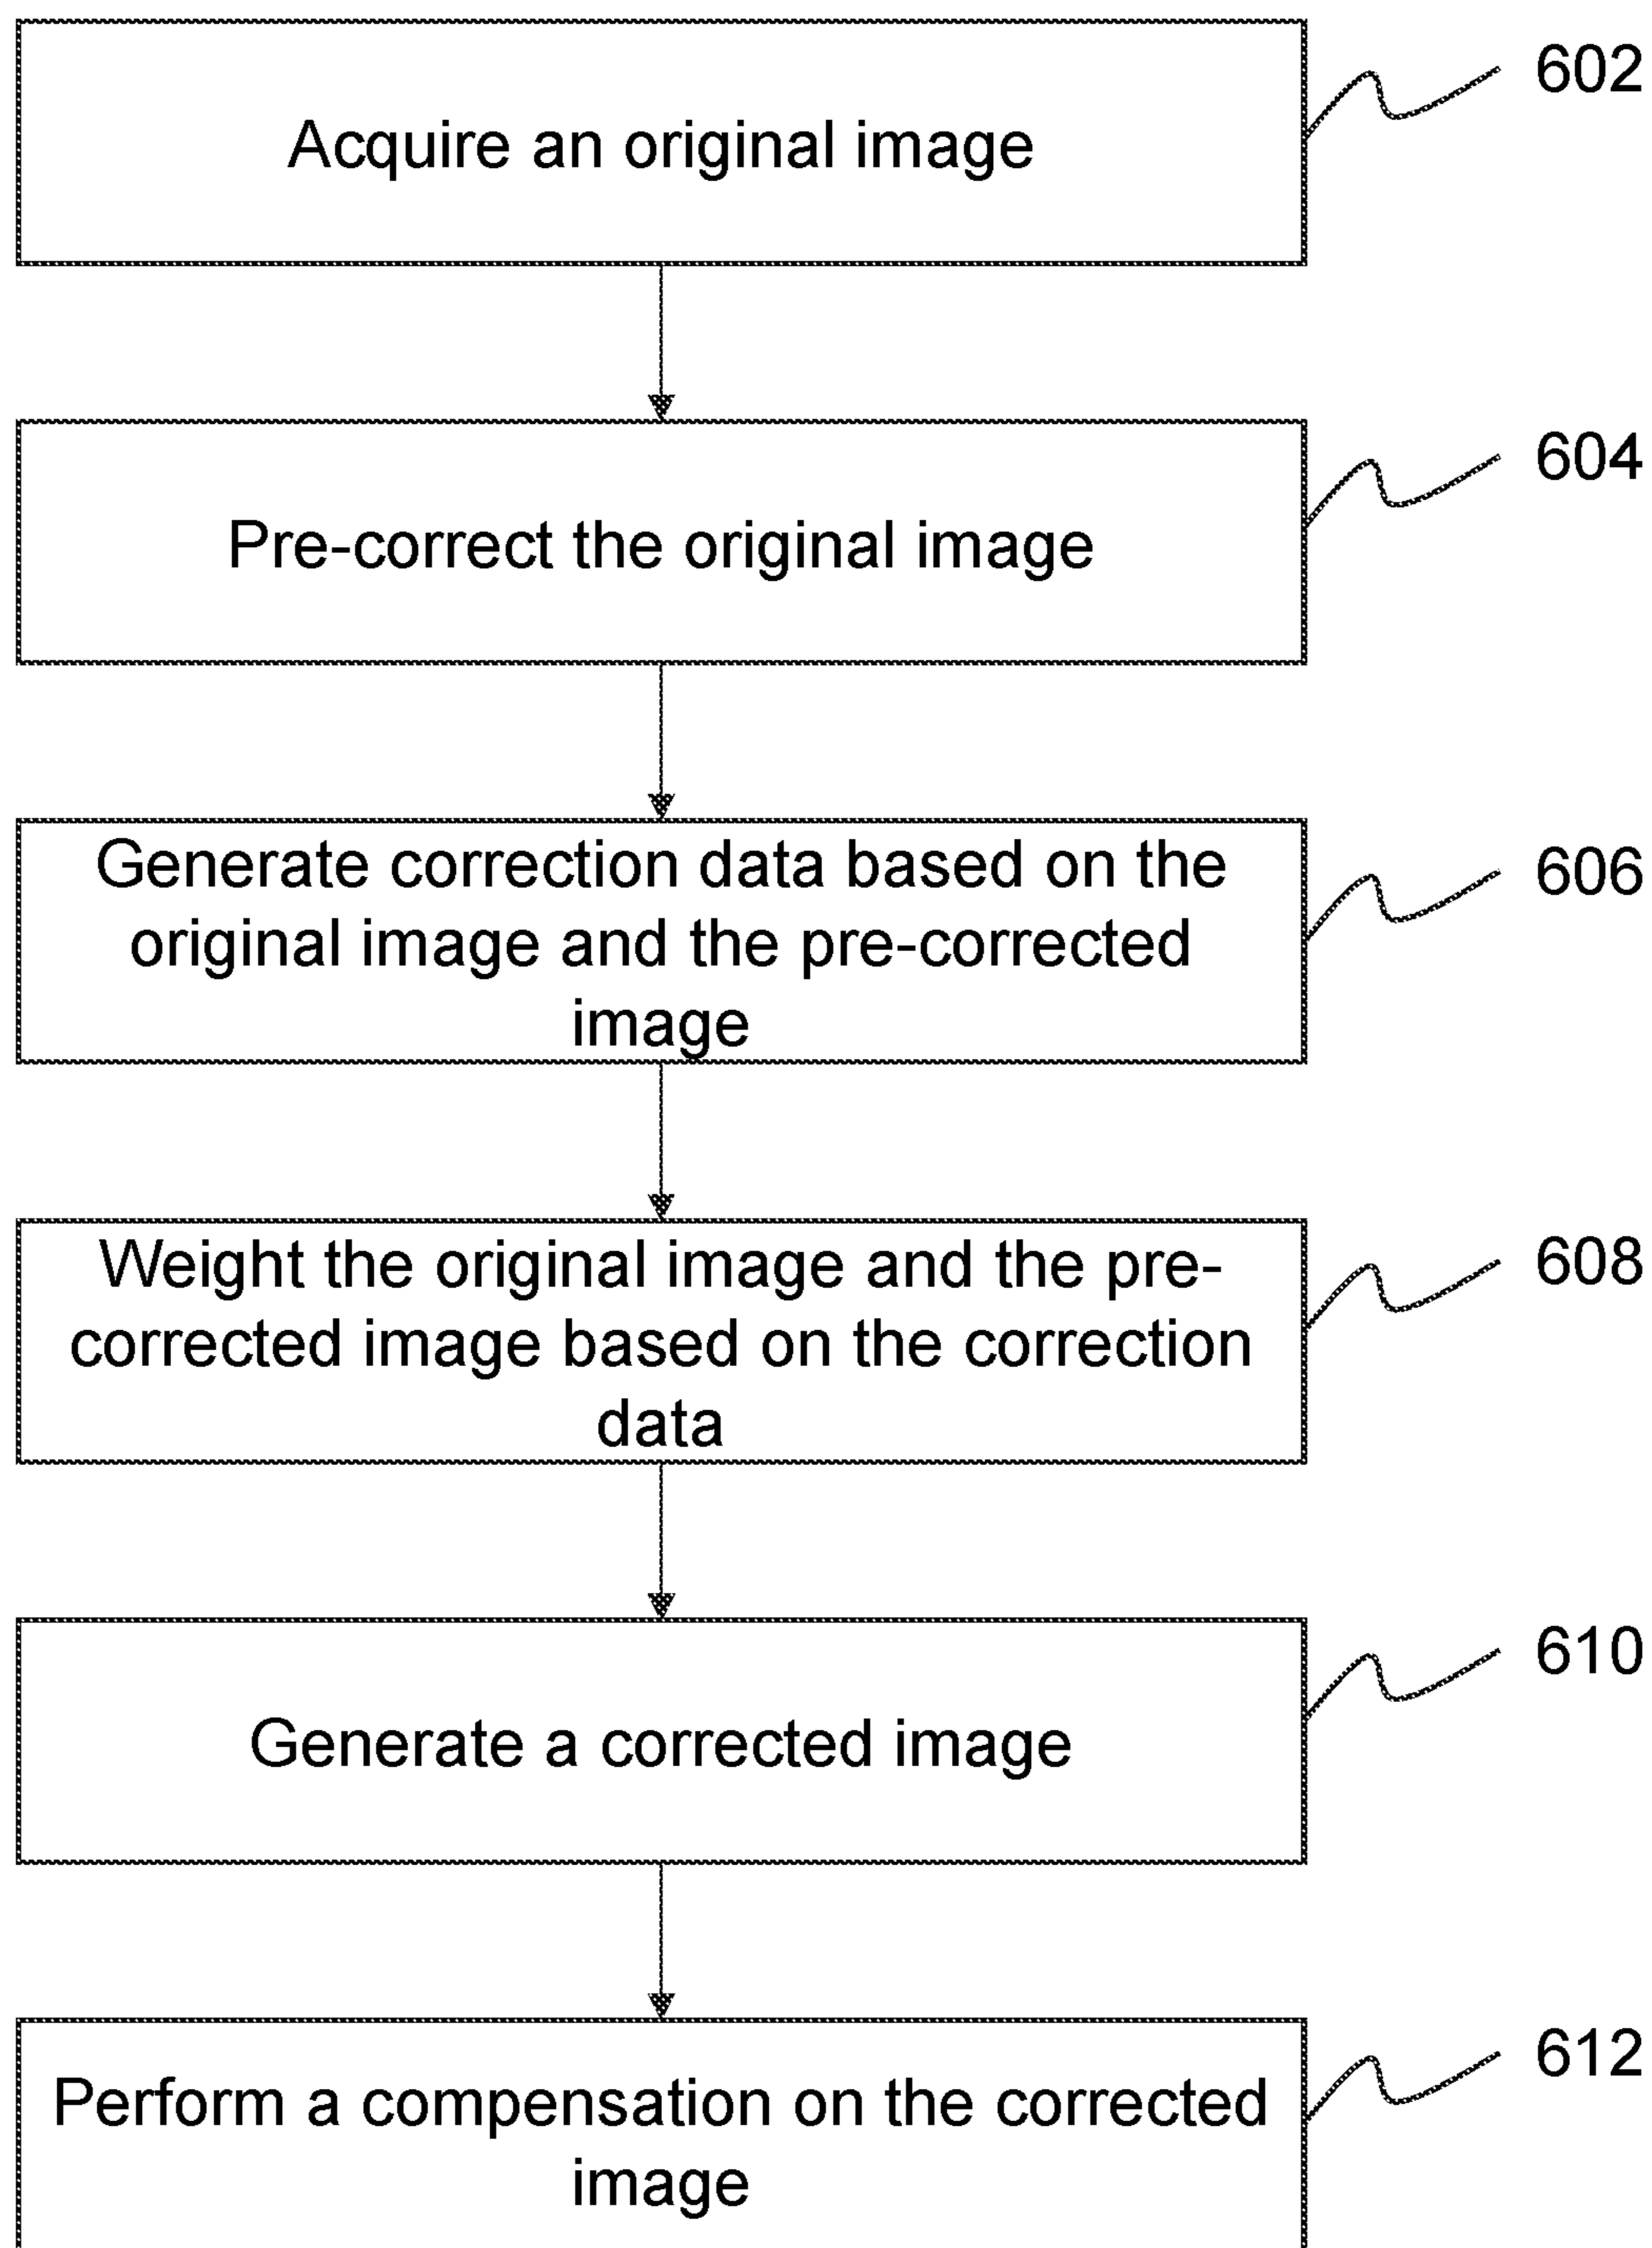 Acquire an original image
602
Pre-correct the original image
604
Generate correction data based on the
original image and the pre-corrected
image
606
Weight the original image and the pre-
corrected image based on the correction
data
608
Generate a corrected image
610
Perform a compensation on the corrected
image
612